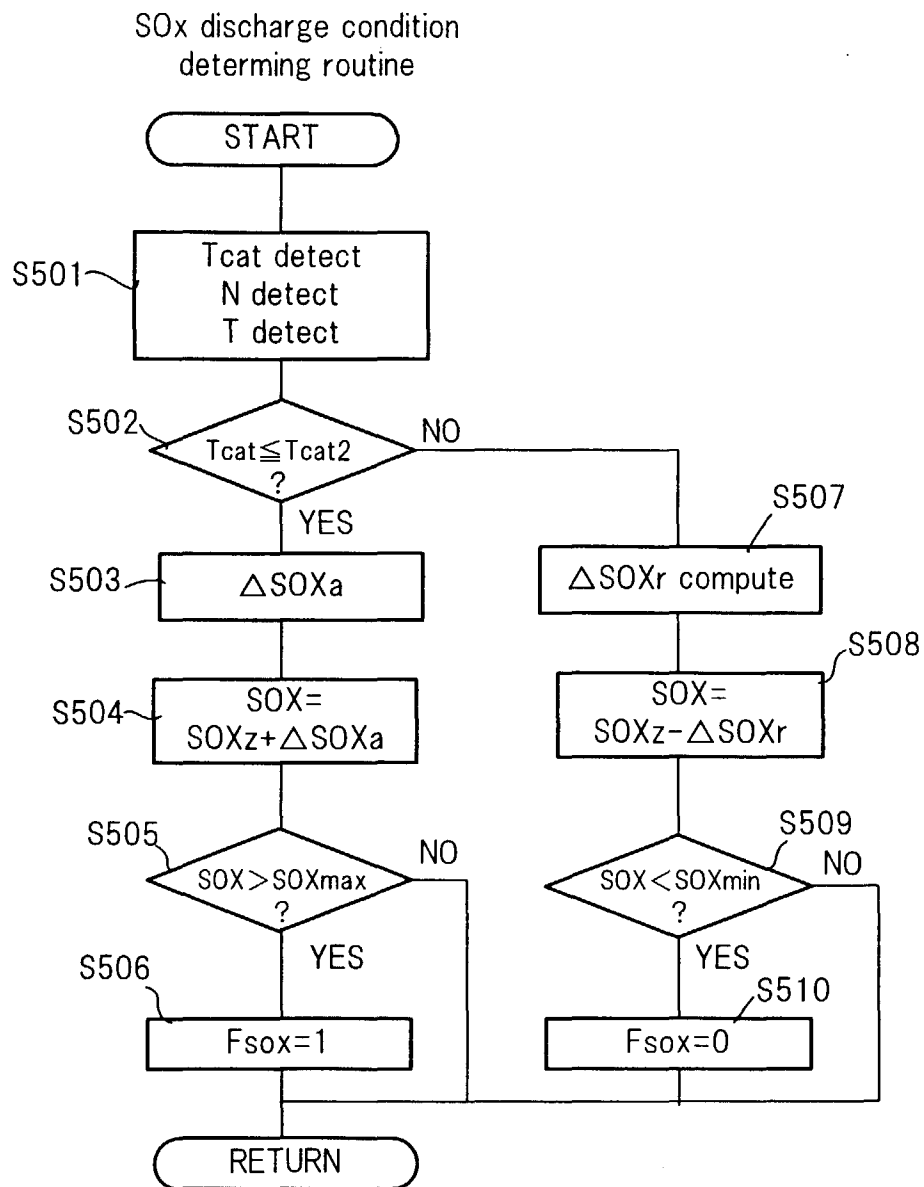 SOx discharge condition
determing routine
START
S501
Tcat detect
N detect
T detect
S502
Tcat≦Tcat2
?
NO
YES
S503
△SOXa
S504
SOX=
SOXz+△SOXa
S505
SOX>SOXmax
?
NO
YES
S506
Fsox=1
S507
△SOXr compute
S508
SOX=
SOXz-△SOXr
S509
SOX<SOXmin
?
NO
YES
S510
Fsox=0
RETURN